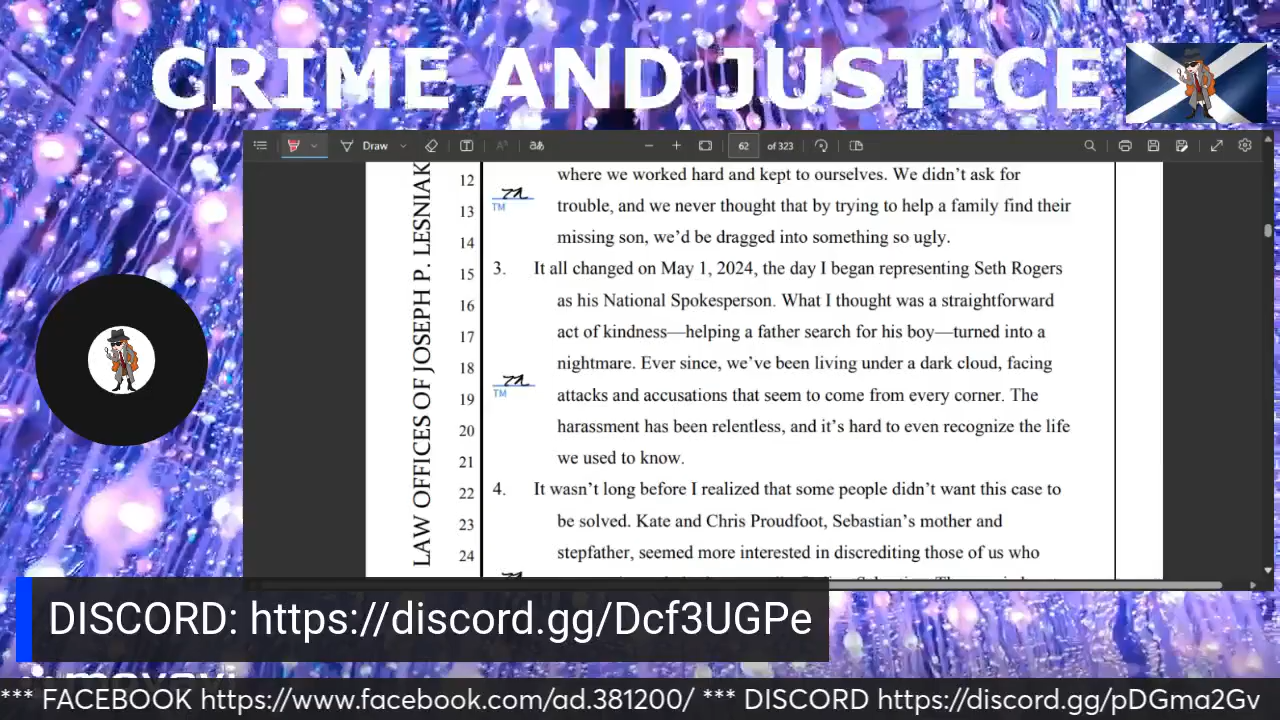 CRIME AND JUSTICE
Draw
62 of 323
LAW OFFICES OF JOSEPH P. LESNIAK
12 where we worked hard and kept to ourselves. We didn't ask for
13 trouble, and we never thought that by trying to help a family find their
TM
14 missing son, we'd be dragged into something so ugly.
15 3. It all changed on May 1, 2024, the day I began representing Seth Rogers
16 as his National Spokesperson. What I thought was a straightforward
17 act of kindness—helping a father search for his boy—turned into a
18 nightmare. Ever since, we've been living under a dark cloud, facing
19 attacks and accusations that seem to come from every corner. The
TM
20 harassment has been relentless, and it's hard to even recognize the life
21 we used to know.
22 4. It wasn't long before I realized that some people didn't want this case to
23 be solved. Kate and Chris Proudfoot, Sebastian's mother and
24 stepfather, seemed more interested in discrediting those of us who
DISCORD: https://discord.gg/Dcf3UGPe
*** FACEBOOK https://www.facebook.com/ad.381200/ *** DISCORD https://discord.gg/pDGma2Gv